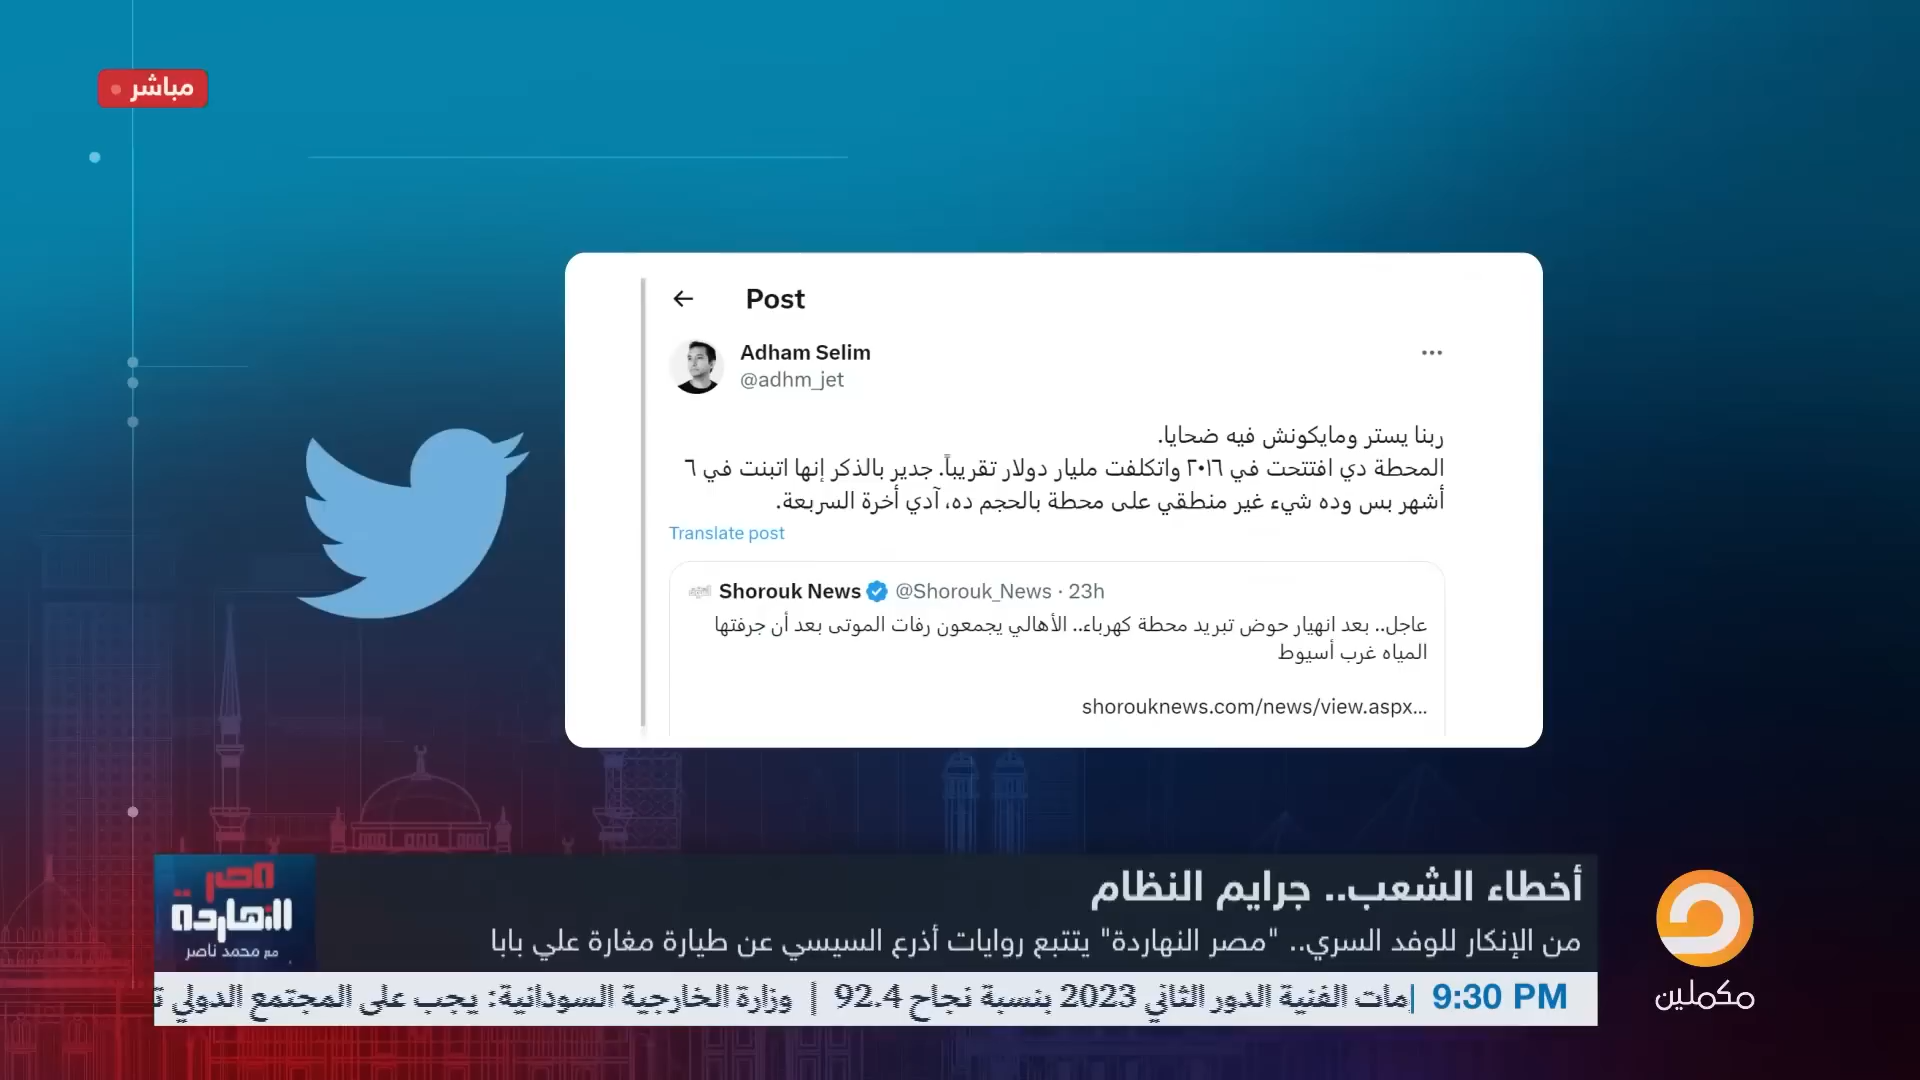 مباشر
Post
Adham Selim
@adhm_jet
ربنا يستر ومايكونش فيه ضحايا.
المحطة دي افتتحت في ٢٠١٦ واتكلفت مليار دولار تقريباً. جدير بالذكر إنها اتبنت في ٦
أشهر بس وده شيء غير منطقي على محطة بالحجم ده، آدي أخرة السربعة.
Translate post
Shorouk News @Shorouk_News · 23h
عاجل.. بعد انهيار حوض تبريد محطة كهرباء.. الأهالي يجمعون رفات الموتى بعد أن جرفتها
المياه غرب أسيوط
shorouknews.com/news/view.aspx...
أخطاء الشعب.. جرايم النظام
من الإنكار للوفد السري.. "مصر النهاردة" يتتبع روايات أذرع السيسي عن طيارة مغارة علي بابا
مصر
النهاردة
مع محمد ناصر
9:30 PM
مات الفنية الدور الثاني 2023 بنسبة نجاح 92.4 | وزارة الخارجية السودانية: يجب على المجتمع الدولي
مكملين